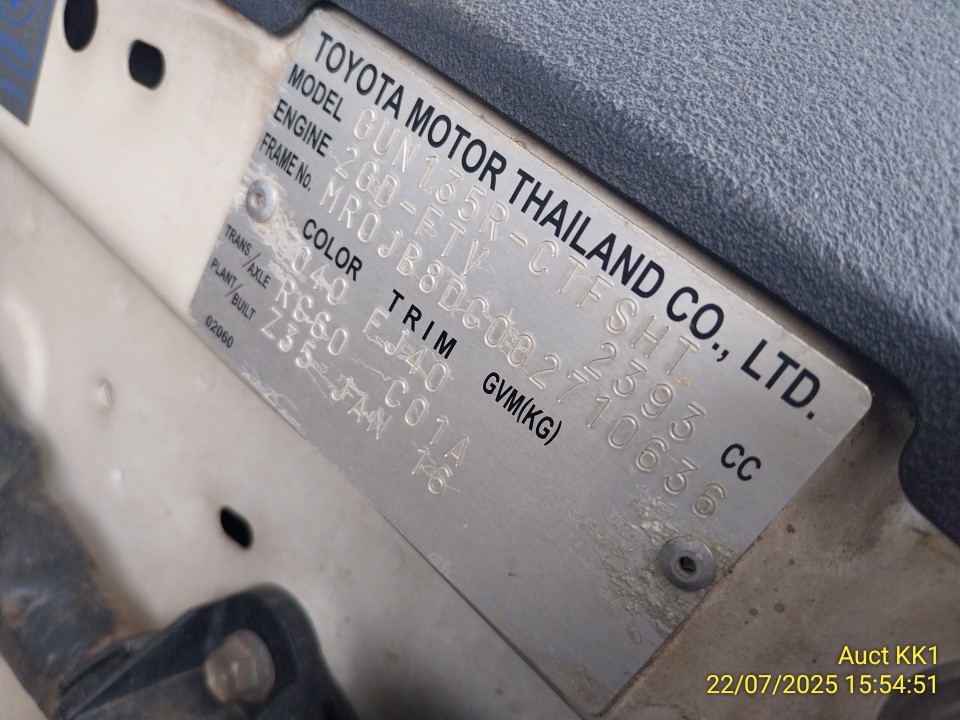 TOYOTA MOTOR THAILAND CO., LTD.
MODEL GUN135R-CTFSHT
ENGINE 2GD-FTV 2393 CC
FRAME No. MR0JB8DC002710636
COLOR TRIM GVM(KG)
040 EJ40
TRANS/AXLE RC60 C01A
PLANT/BUILT Z35 JAN 16
02060
Auct KK1
22/07/2025 15:54:51